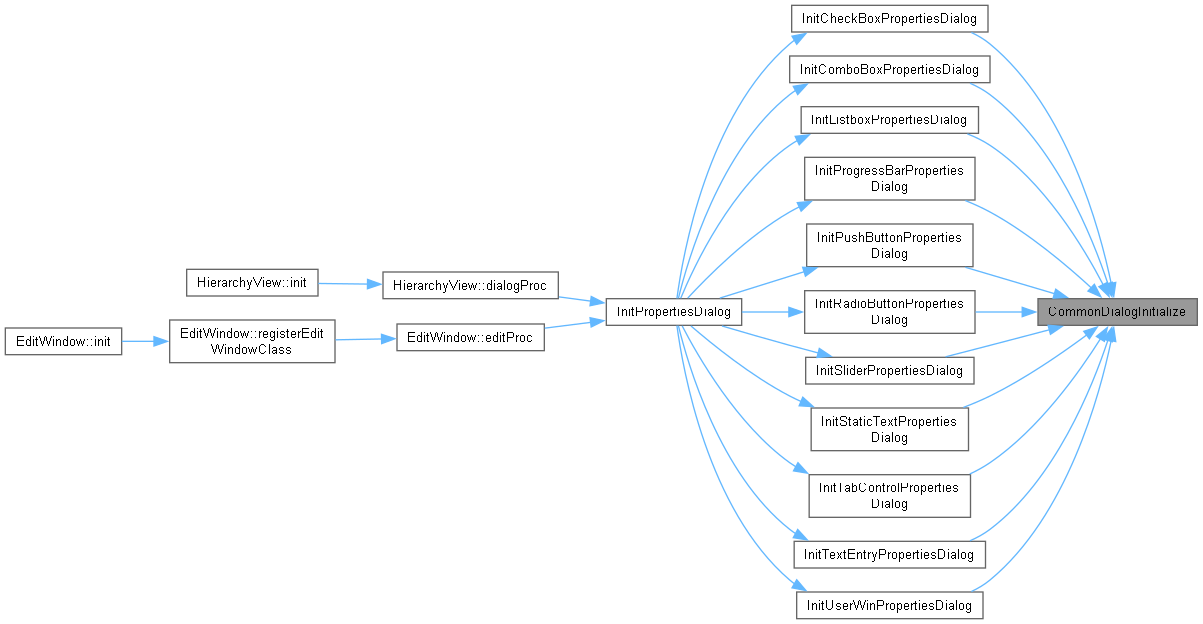 InitCheckBoxPropertiesDialog
InitComboBoxPropertiesDialog
InitListboxPropertiesDialog
InitProgressBarProperties
Dialog
InitPushButtonProperties
Dialog
HierarchyView::init
HierarchyView::dialogProc
InitPropertiesDialog
InitRadioButtonProperties
Dialog
CommonDialogInitialize
EditWindow::init
EditWindow::registerEdit
WindowClass
EditWindow::editProc
InitSliderPropertiesDialog
InitStaticTextProperties
Dialog
InitTabControlProperties
Dialog
InitTextEntryPropertiesDialog
InitUserWinPropertiesDialog